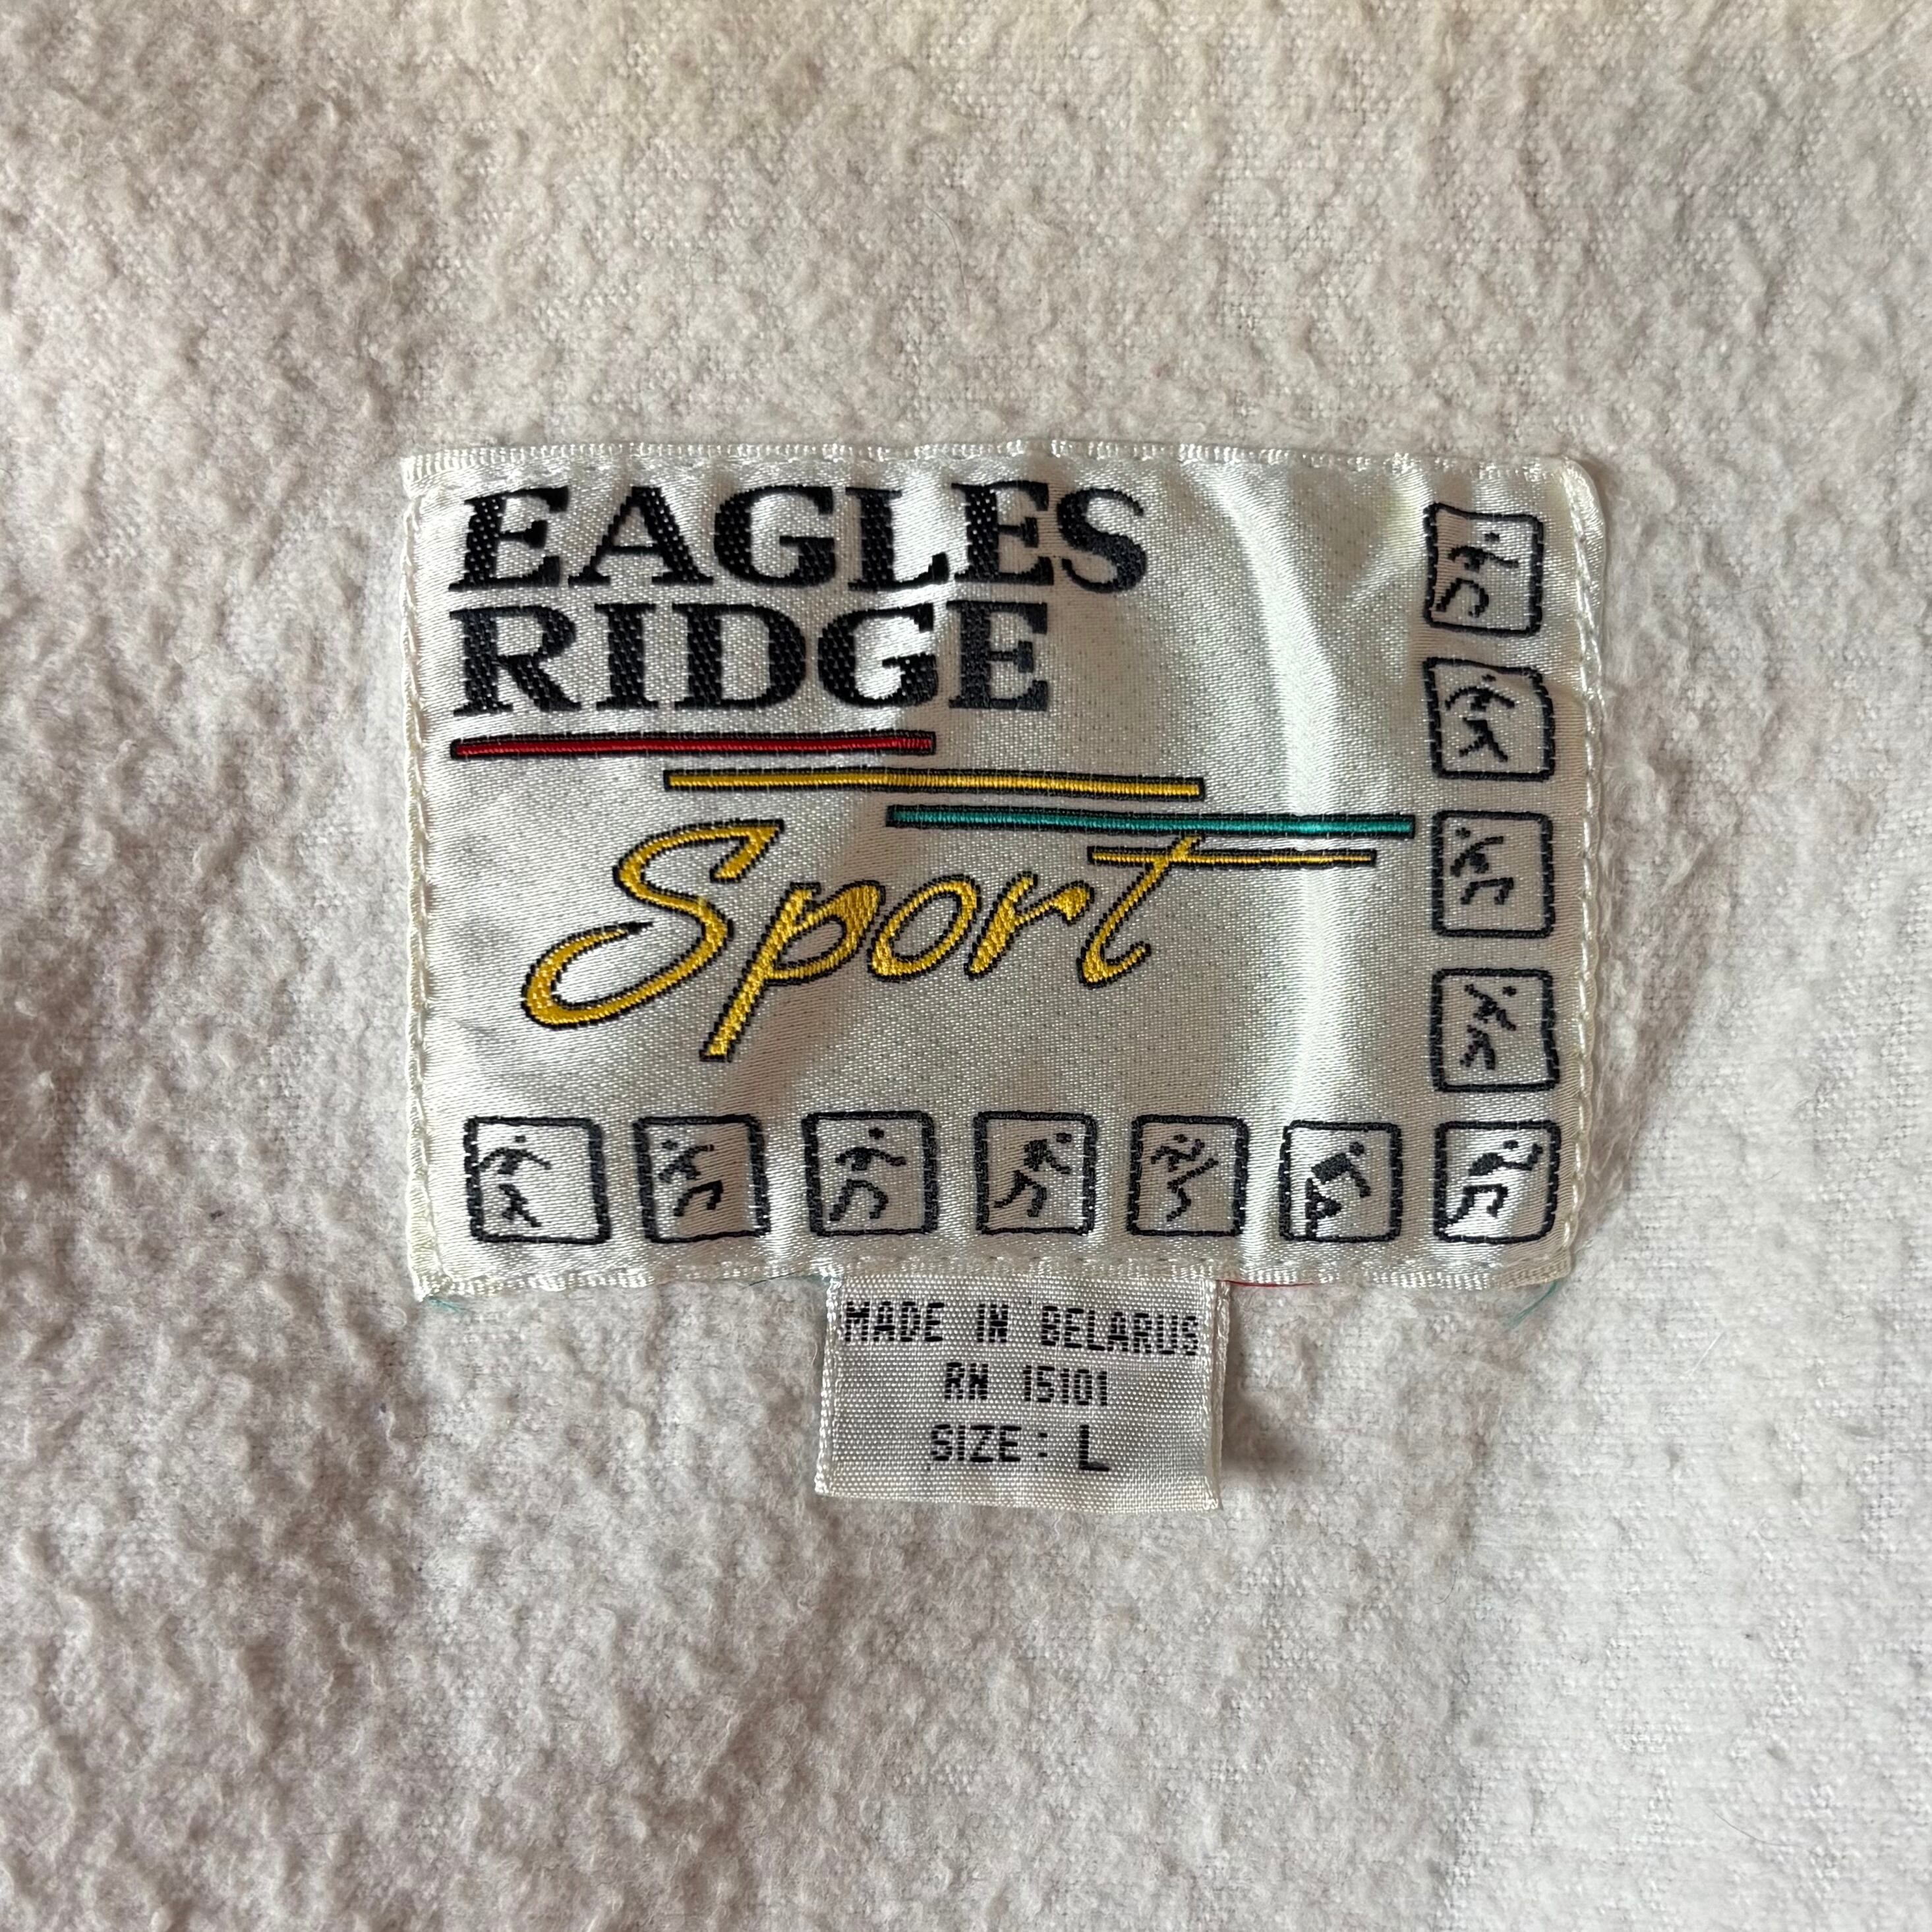 EAGLES
RIDGE
Sport
MADE IN BELARUS
RN 15101
SIZE: L